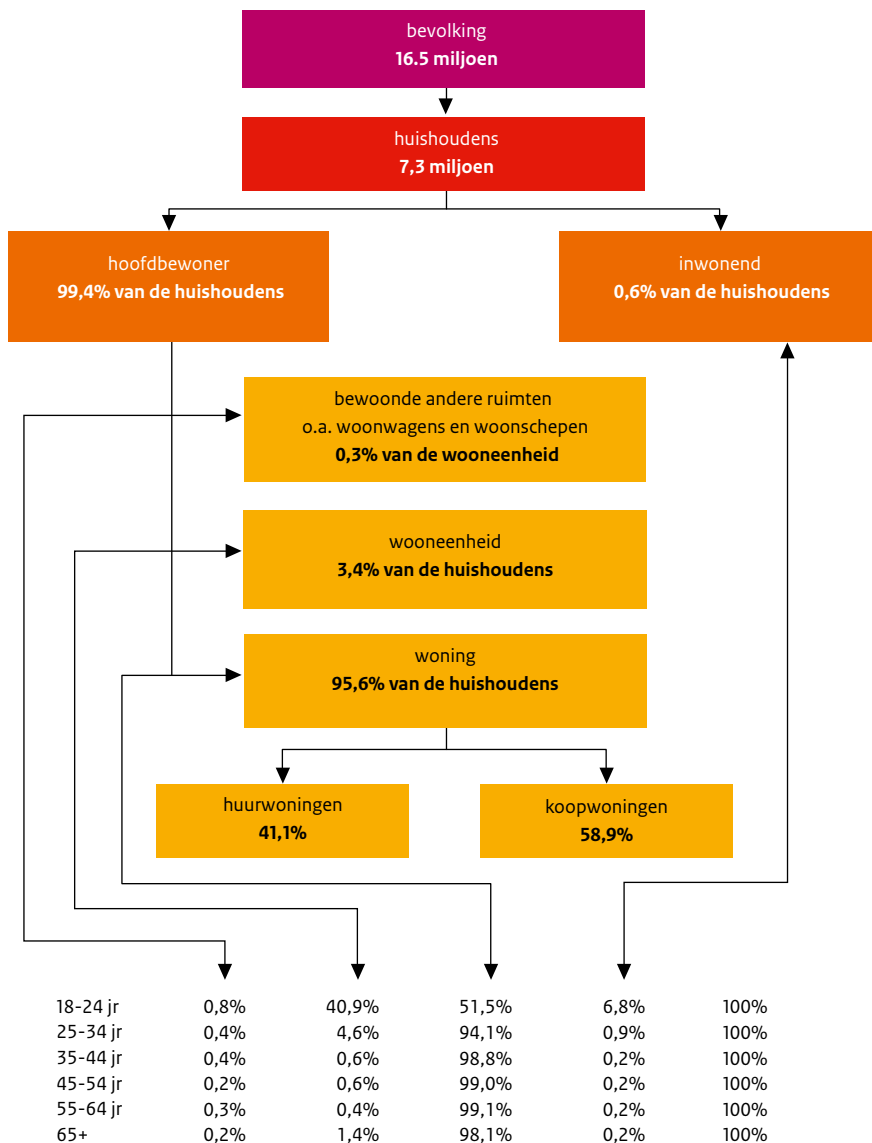 bevolking
16.5 miljoen
huishoudens
7,3 miljoen
hoofdbewoner
99,4% van de huishoudens
inwonend
0,6% van de huishoudens
bewoonde andere ruimten
o.a. woonwagens en woonschepen
0,3% van de wooneenheid
wooneenheid
3,4% van de huishoudens
woning
95,6% van de huishoudens
huurwoningen
41,1%
koopwoningen
58,9%
18-24 jr 0,8% 40,9% 51,5% 6,8% 100%
25-34 jr 0,4% 4,6% 94,1% 0,9% 100%
35-44 jr 0,4% 0,6% 98,8% 0,2% 100%
45-54 jr 0,2% 0,6% 99,0% 0,2% 100%
55-64 jr 0,3% 0,4% 99,1% 0,2% 100%
65+ 0,2% 1,4% 98,1% 0,2% 100%